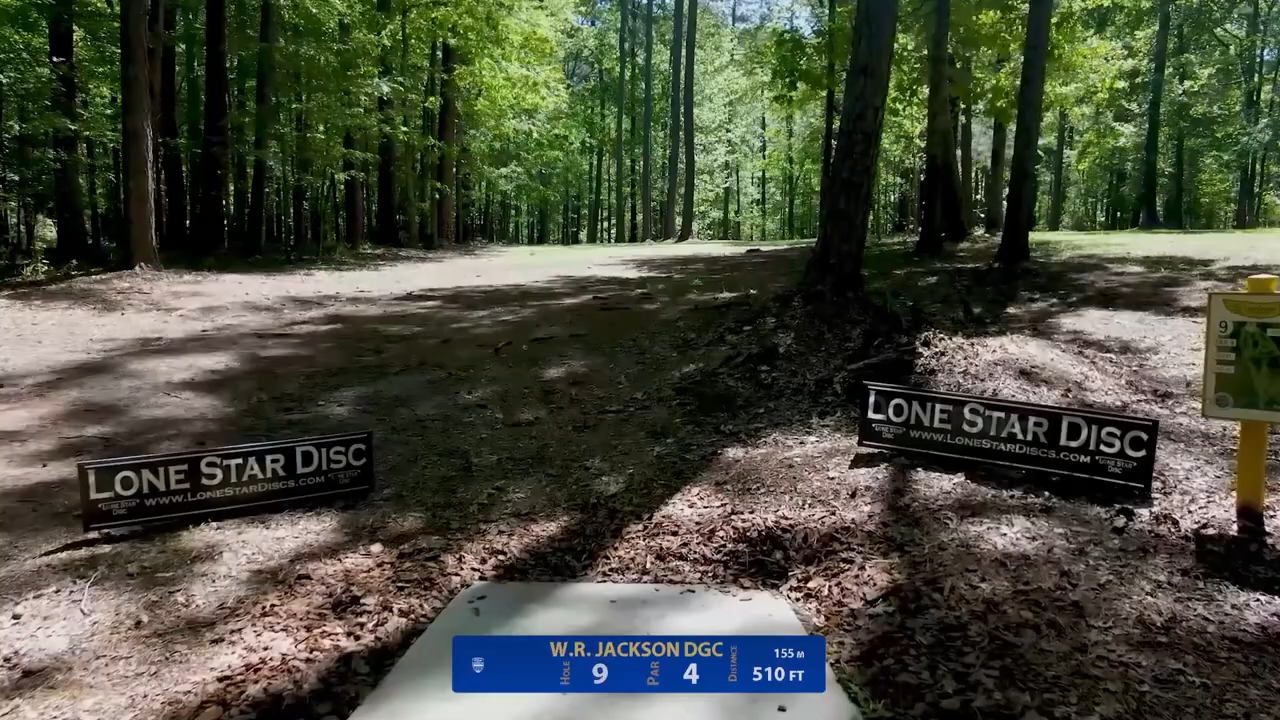 9
LONE STAR DISC
WWW.LONESTARDISCS.COM
"LONE STAR DISC"
"LONE STAR DISC"
LONE STAR DISC
WWW.LONESTARDISCS.COM
"LONE STAR DISC"
"LONE STAR DISC"
W.R. JACKSON DGC
HOLE 9 PAR 4 DISTANCE 155 M
510 FT